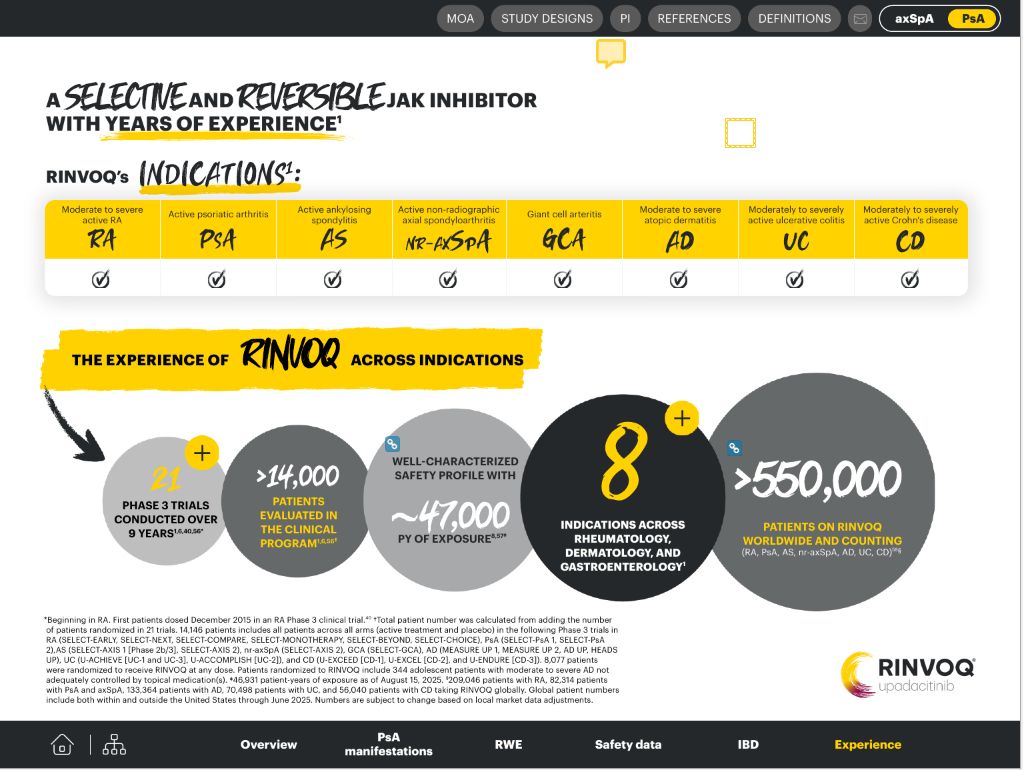 MOA STUDY DESIGNS PI REFERENCES DEFINITIONS axSpA PsA
A SELECTIVE AND REVERSIBLE JAK INHIBITOR
WITH YEARS OF EXPERIENCE¹
RINVOQ's INDICATIONS¹:
Moderate to severe
active RA
RA
Active psoriatic arthritis
PsA
Active ankylosing
spondylitis
AS
Active non-radiographic
axial spondyloarthritis
NR-AXSPA
Giant cell arteritis
GCA
Moderate to severe
atopic dermatitis
AD
Moderately to severely
active ulcerative colitis
UC
Moderately to severely
active Crohn's disease
CD
THE EXPERIENCE OF RINVOQ ACROSS INDICATIONS
21
PHASE 3 TRIALS
CONDUCTED OVER
9 YEARS¹,⁶,⁴⁰,⁵⁶*
>14,000
PATIENTS
EVALUATED IN
THE CLINICAL
PROGRAM¹,⁶,⁵⁶†
WELL-CHARACTERIZED
SAFETY PROFILE WITH
~47,000
PY OF EXPOSURE
8
INDICATIONS ACROSS
RHEUMATOLOGY,
DERMATOLOGY, AND
GASTROENTEROLOGY¹
>550,000
PATIENTS ON RINVOQ
WORLDWIDE AND COUNTING
(RA, PsA, AS, nr-axSpA, AD, UC, CD)
*Beginning in RA. First patients dosed December 2015 in an RA Phase 3 clinical trial. †Total patient number
was calculated from adding the number
of patients randomized in 21 trials. 14,146 patients includes all patients across all arms (active treatment and placebo) in the following Phase 3 trials in
RA (SELECT-EARLY, SELECT-NEXT, SELECT-COMPARE, SELECT-MONOTHERAPY, SELECT-BEYOND, SELECT-CHOICE), PsA (SELECT-PsA 1, SELECT-PsA
2),AS (SELECT-AXIS 1 [Phase 2b/3], SELECT-AXIS 2), nr-axSpA (SELECT-AXIS 2), GCA (SELECT-GCA), AD (MEASURE UP 1, MEASURE UP 2, AD UP, HEADS
UP), UC (U-ACHIEVE [UC-1 and UC-3], U-ACCOMPLISH [UC-2]), and CD (U-EXCEED [CD-1], U-EXCEL [CD-2], and U-ENDURE [CD-3]). 8,077 patients
were randomized to receive RINVOQ at any dose. Patients randomized to RINVOQ include 344 adolescent patients with moderate to severe AD not
adequately controlled by topical medication(s). 46,931 patient-years of exposure as of August 15, 2025. 209,046 patients with RA, 82,314 patients
with PsA and axSpA, 133,364 patients with AD, 70,498 patients with UC, and 56,040 patients with CD taking RINVOQ globally. Global patient numbers
include both within and outside the United States through June 2025. Numbers are subject to change based on local market data adjustments.
RINVOQ®
upadacitinib
Overview PsA manifestations RWE Safety data IBD Experience